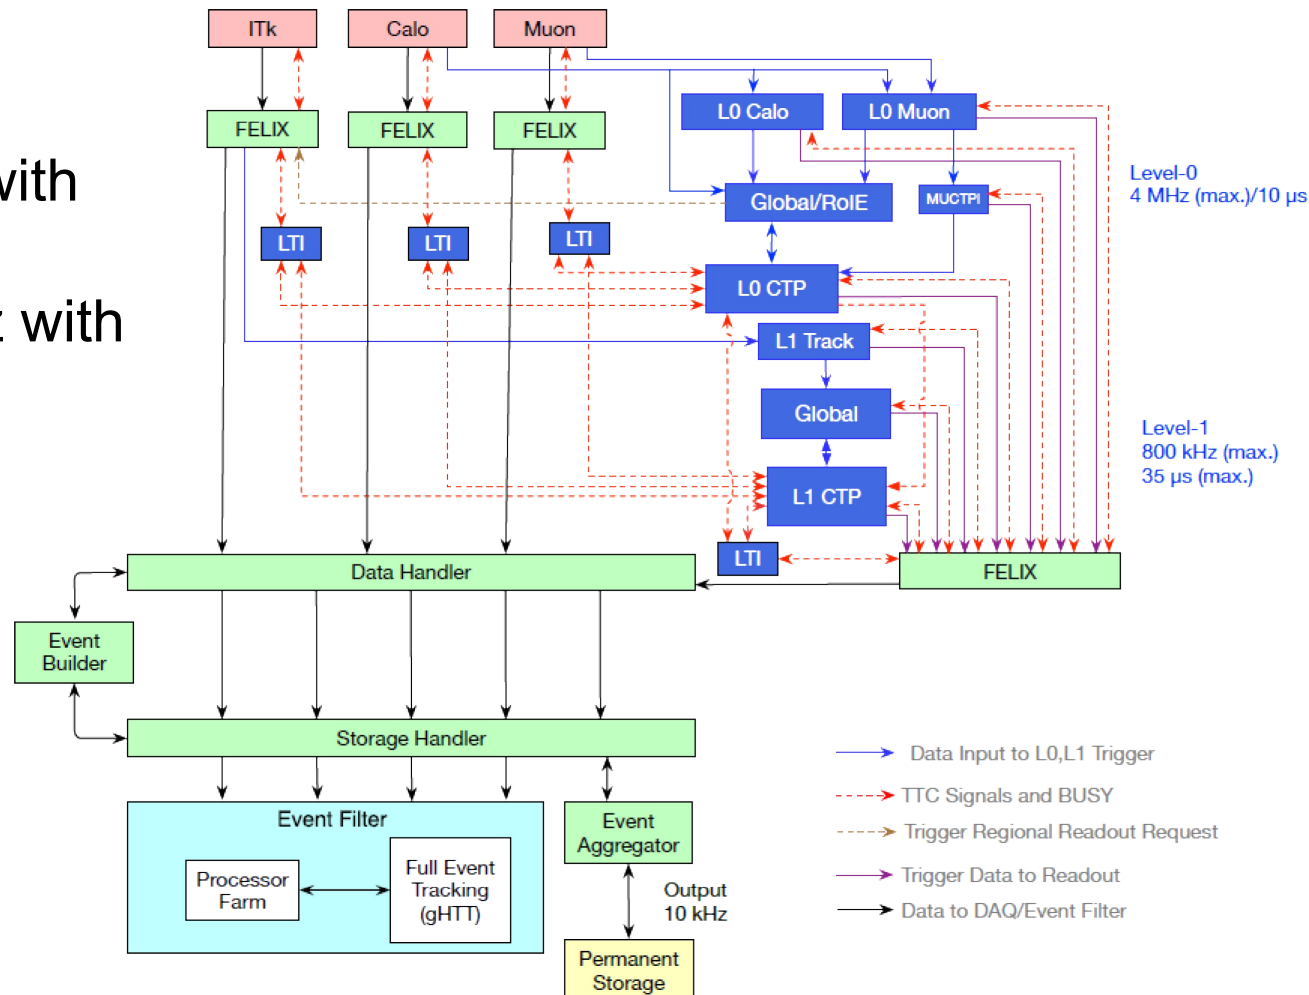 ITk
Calo
Muon
FELIX
FELIX
FELIX
L0 Calo
L0 Muon
with
Level-0
4 MHz (max.)/10 µs
Global/RoIE
MUCTPI
LTI
LTI
LTI
L0 CTP
z with
L1 Track
Global
Level-1
800 kHz (max.)
35 µs (max.)
L1 CTP
LTI
FELIX
Data Handler
Event
Builder
Storage Handler
Data Input to L0,L1 Trigger
TTC Signals and BUSY
Trigger Regional Readout Request
Trigger Data to Readout
Data to DAQ/Event Filter
Event Filter
Processor
Farm
Full Event
Tracking
(gHTT)
Event
Aggregator
Output
10 kHz
Permanent
Storage